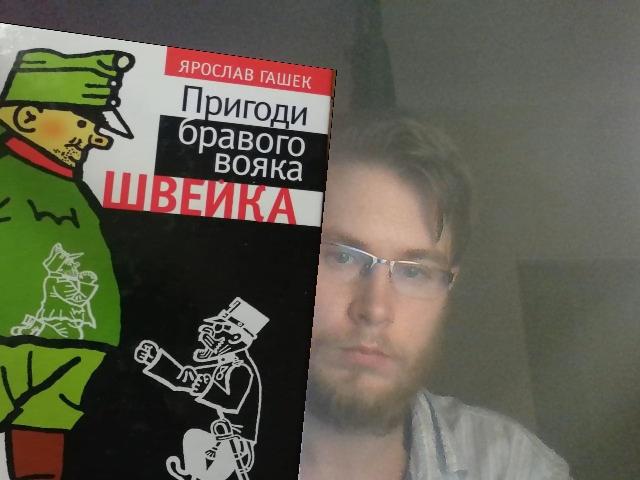 ЯРОСЛАВ ГАШЕК
Пригоди
бравого
вояка
ШВЕЙКА